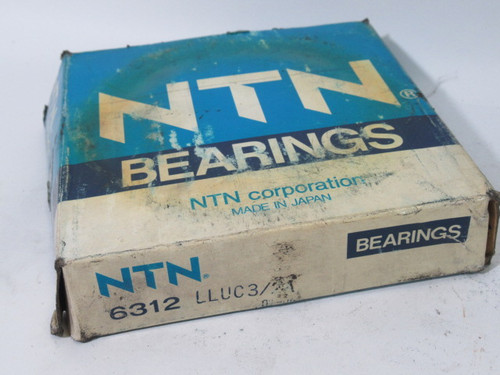 NTN®
BEARINGS
NTN corporation
MADE IN JAPAN
BEARINGS
NTN®
6312 LLUC3/